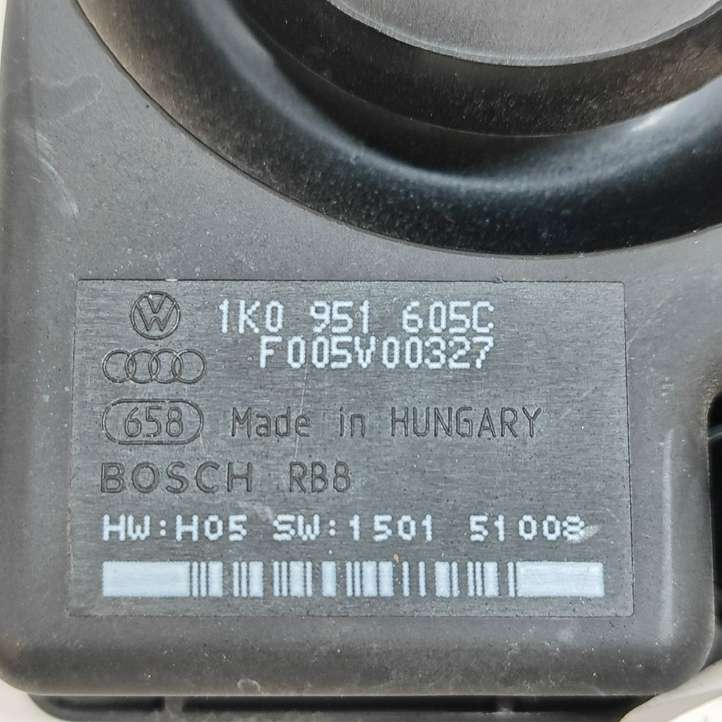 1K0 951 605C
F005V00327
658 Made in HUNGARY
BOSCH RB8
HW:H05 SW:1501 51008